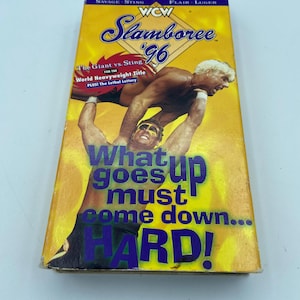 SAVAGE · STING FLAIR · LUGER
WCW
Slamboree
'96
The Giant vs. Sting
FOR THE
World Heavyweight Title
PLUS! The Lethal Lottery
What
goes up
must
come down...
HARD!